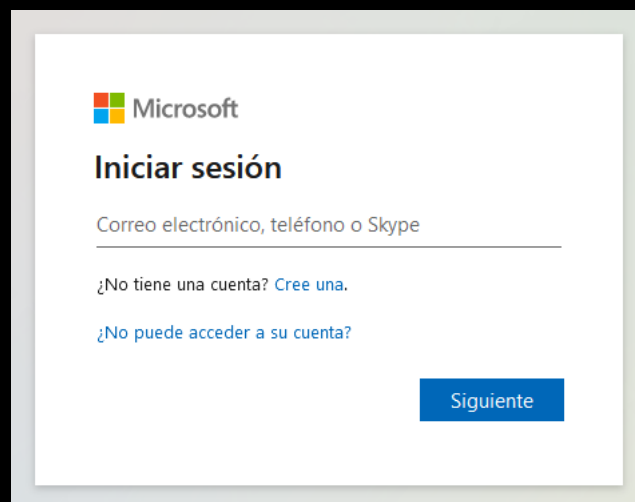 Microsoft
Iniciar sesión
Correo electrónico, teléfono o Skype
¿No tiene una cuenta? Cree una.
¿No puede acceder a su cuenta?
Siguiente